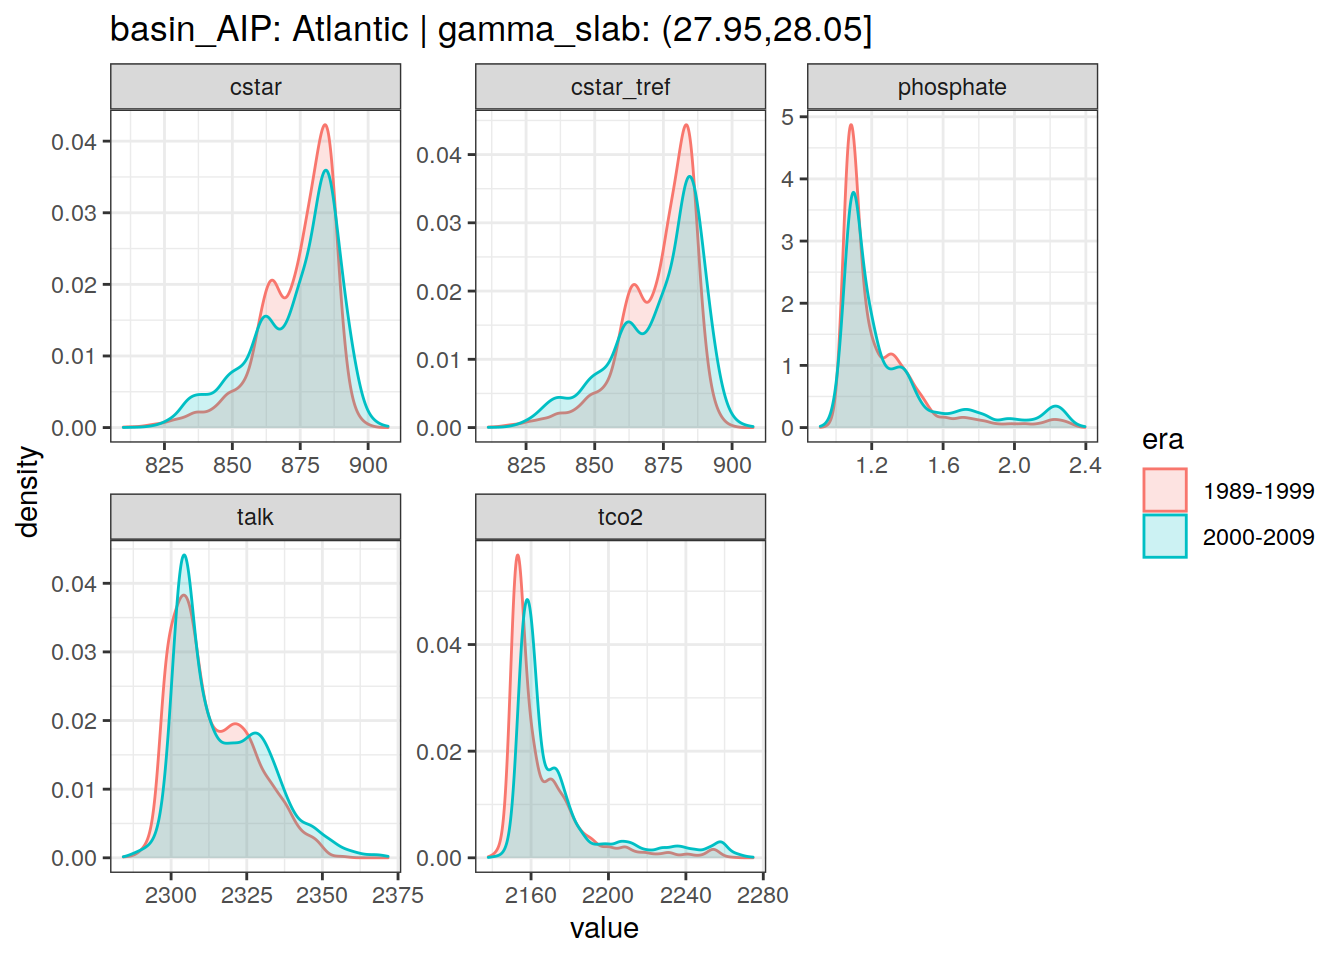 basin_AIP: Atlantic | gamma_slab: (27.95,28.05]
cstar
cstar_tref
phosphate
0.04
0.03
0.02
0.01
0.00
825 850 875 900
0.04
0.03
0.02
0.01
0.00
825 850 875 900
5
4
3
2
1
0
1.2 1.6 2.0 2.4
talk
tco2
0.04
0.03
0.02
0.01
0.00
2300 2325 2350 2375
0.04
0.02
0.00
2160 2200 2240 2280
density
value
era
1989-1999
2000-2009